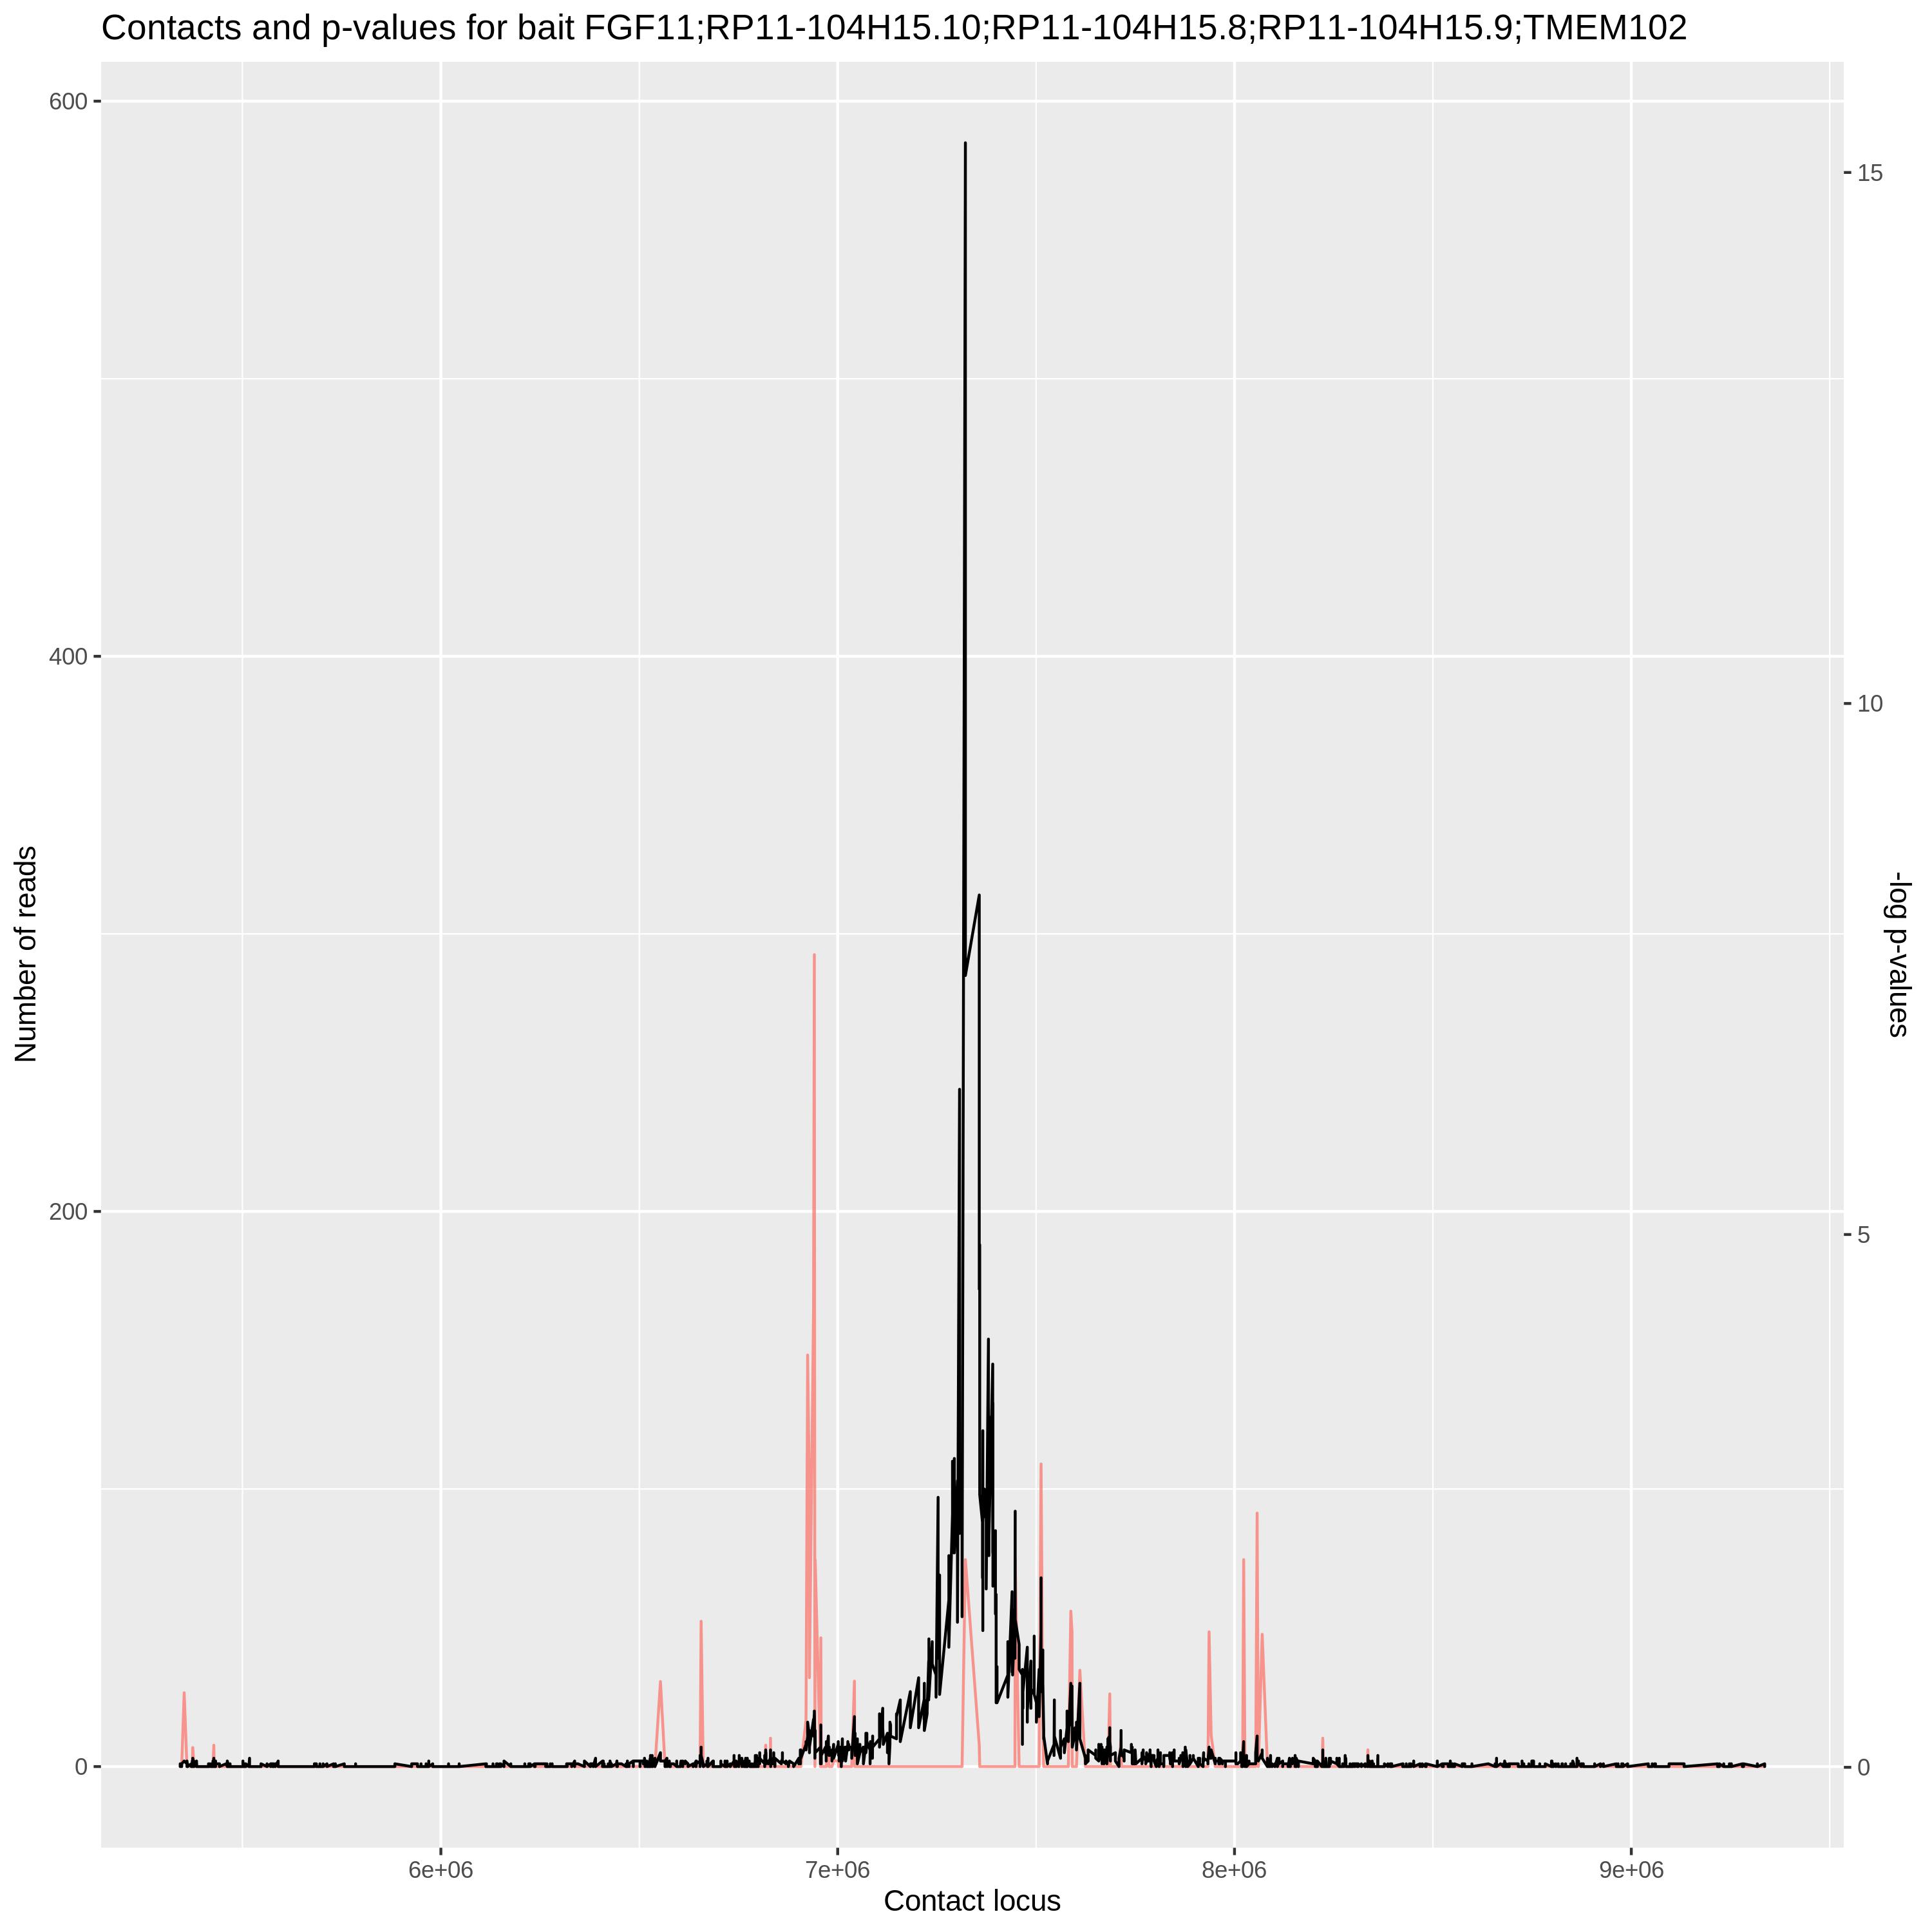 Contacts and p-values for bait FGF11;RP11-104H15.10;RP11-104H15.8;RP11-104H15.9;TMEM102
600
400
200
0
Number of reads
15
10
5
0
-log p-values
6e+06 7e+06 8e+06 9e+06
Contact locus